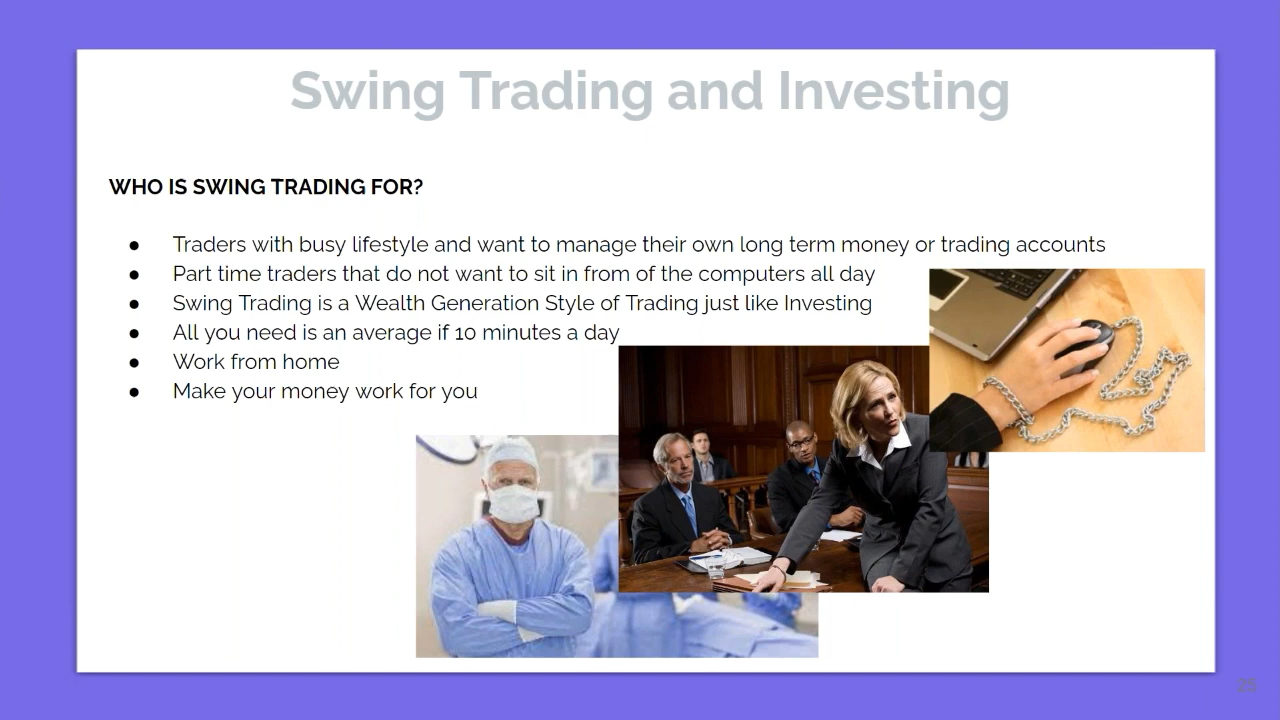 Swing Trading and Investing
WHO IS SWING TRADING FOR?
● Traders with busy lifestyle and want to manage their own long term money or trading accounts
● Part time traders that do not want to sit in from of the computers all day
● Swing Trading is a Wealth Generation Style of Trading just like Investing
● All you need is an average if 10 minutes a day
● Work from home
● Make your money work for you